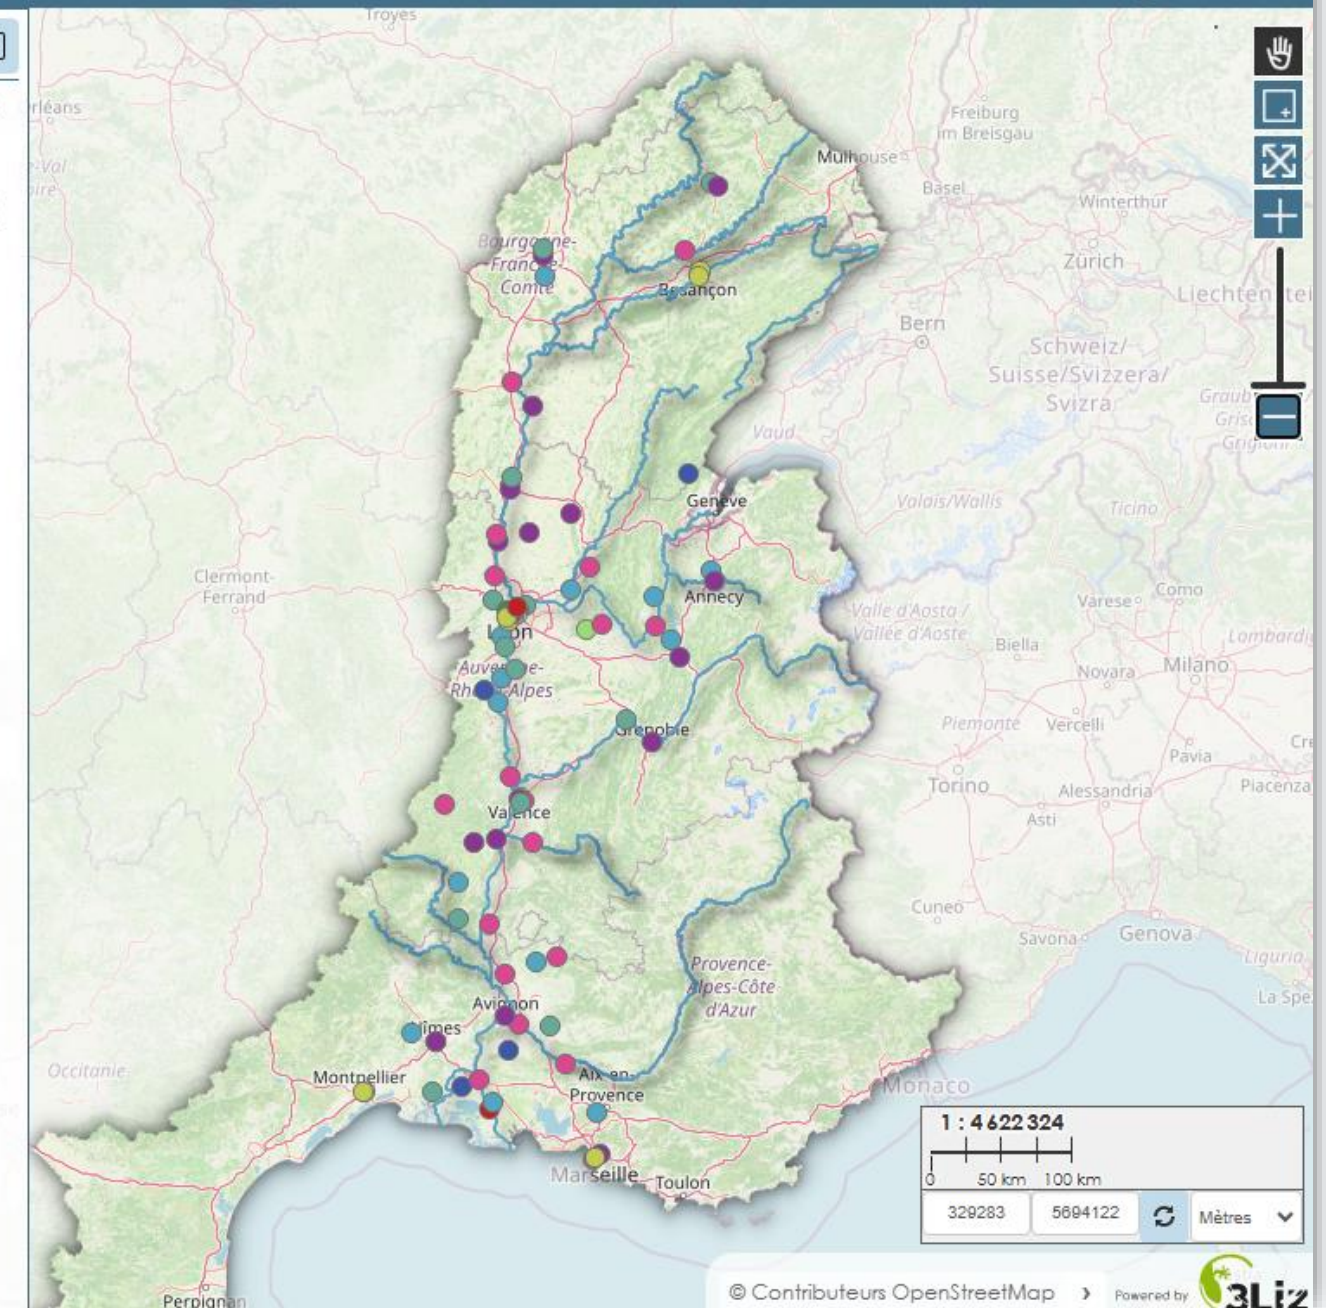 Troyes
Orléans
Freiburg
im Breisgau
Mulhouse
Basel
Winterthur
Bourgogne-
Franche-
Comté
Zürich
Besançon
Liechtenstei
Bern
Schweiz/
Suisse/Svizzera/
Svizra
Vaud
Genève
Valais/Wallis
Ticino
Clermont-
Ferrand
Annecy
Varese
Como
Valle d'Aosta /
Vallée d'Aoste
Lyon
Biella
Lombardi
Novara
Milano
Auvergne-
Rhône-Alpes
Piemonte
Vercelli
Grenoble
Pavia
Torino
Alessandria
Piacenza
Valence
Asti
Cuneo
Savona
Genova
Provence-
Alpes-Côte
d'Azur
Liguria
La Spe
Avignon
Nîmes
Occitanie
Montpellier
Aix-en-
Provence
Monaco
Marseille
Toulon
Perpignan
1 : 4 622 324
0 50 km 100 km
329283 5694122 Mètres
© Contributeurs OpenStreetMap Powered by 3Liz